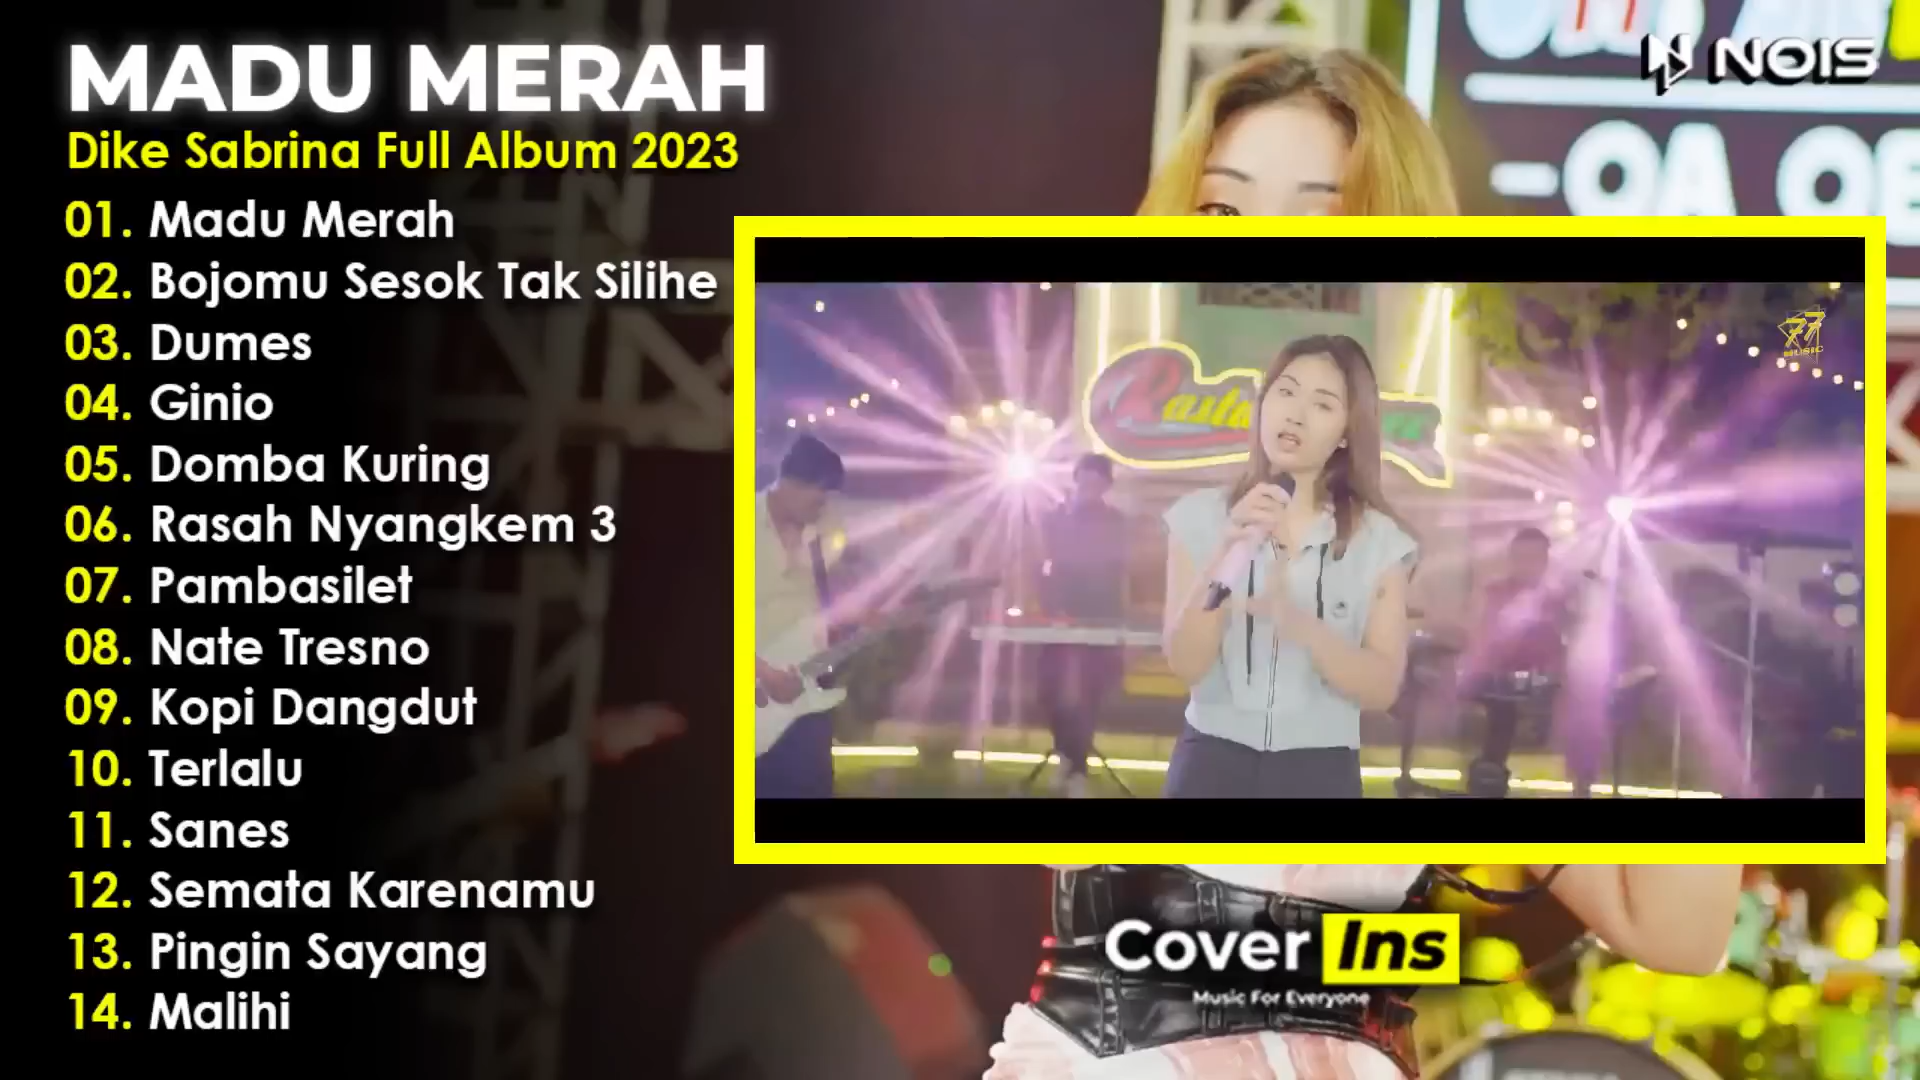 MADU MERAH
Dike Sabrina Full Album 2023
01. Madu Merah
02. Bojomu Sesok Tak Silihe
03. Dumes
04. Ginio
05. Domba Kuring
06. Rasah Nyangkem 3
07. Pambasilet
08. Nate Tresno
09. Kopi Dangdut
10. Terlalu
11. Sanes
12. Semata Karenamu
13. Pingin Sayang
14. Malihi
NOIS
77
MUSIC
Cover Ins
Music For Everyone